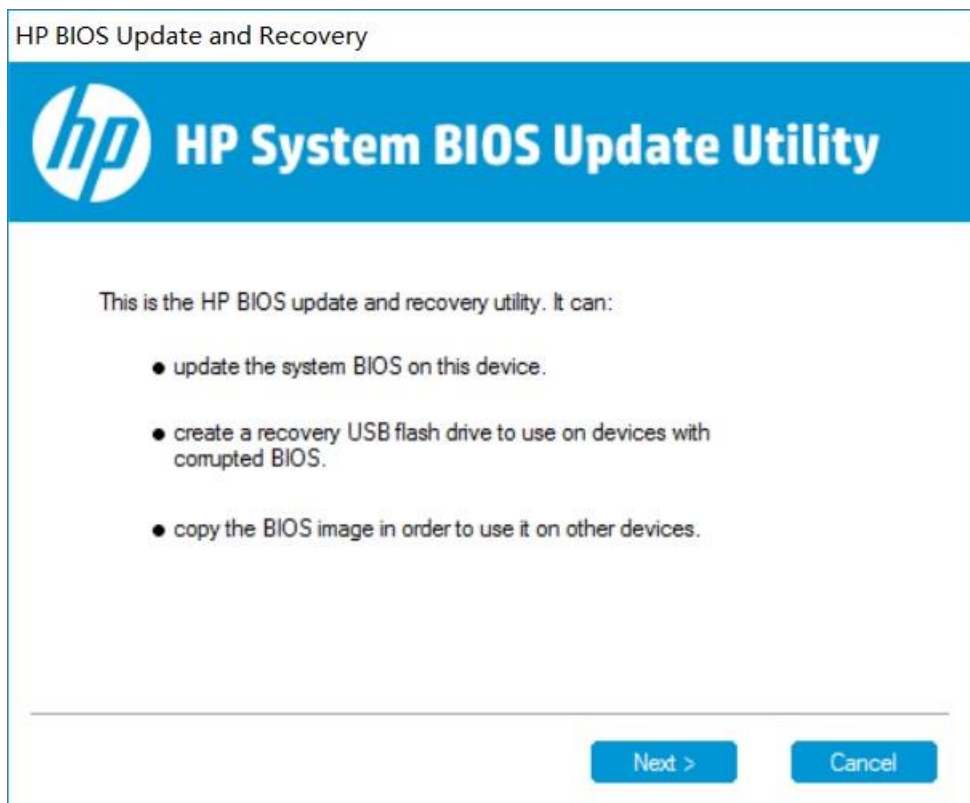 HP BIOS Update and Recovery
hp HP System BIOS Update Utility
This is the HP BIOS update and recovery utility. It can:
● update the system BIOS on this device.
● create a recovery USB flash drive to use on devices with
corrupted BIOS.
● copy the BIOS image in order to use it on other devices.
Next > Cancel